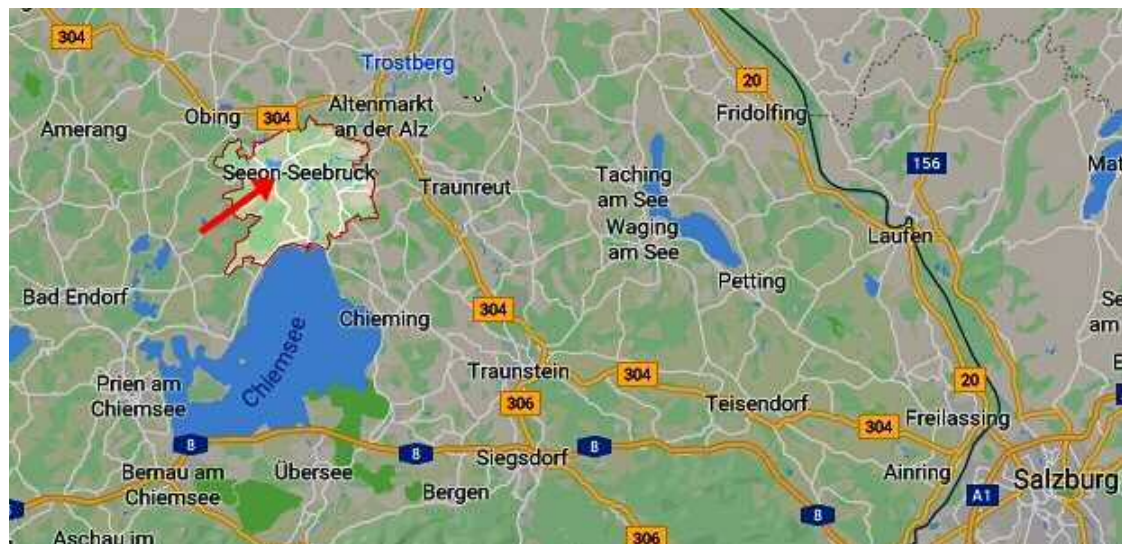 304
Trostberg
20
Obing
304
Altenmarkt
an der Alz
Fridolfing
Amerang
156
Seeon-Seebruck
Traunreut
Taching
am See
Waging
am See
Laufen
Petting
Bad Endorf
Chieming
304
Chiemsee
Traunstein
304
20
Prien am
Chiemsee
306
Teisendorf
304
Freilassing
8
8
8
Bernau am
Chiemsee
Übersee
Siegsdorf
Ainring
Salzburg
Bergen
A1
8
Aschau im
306